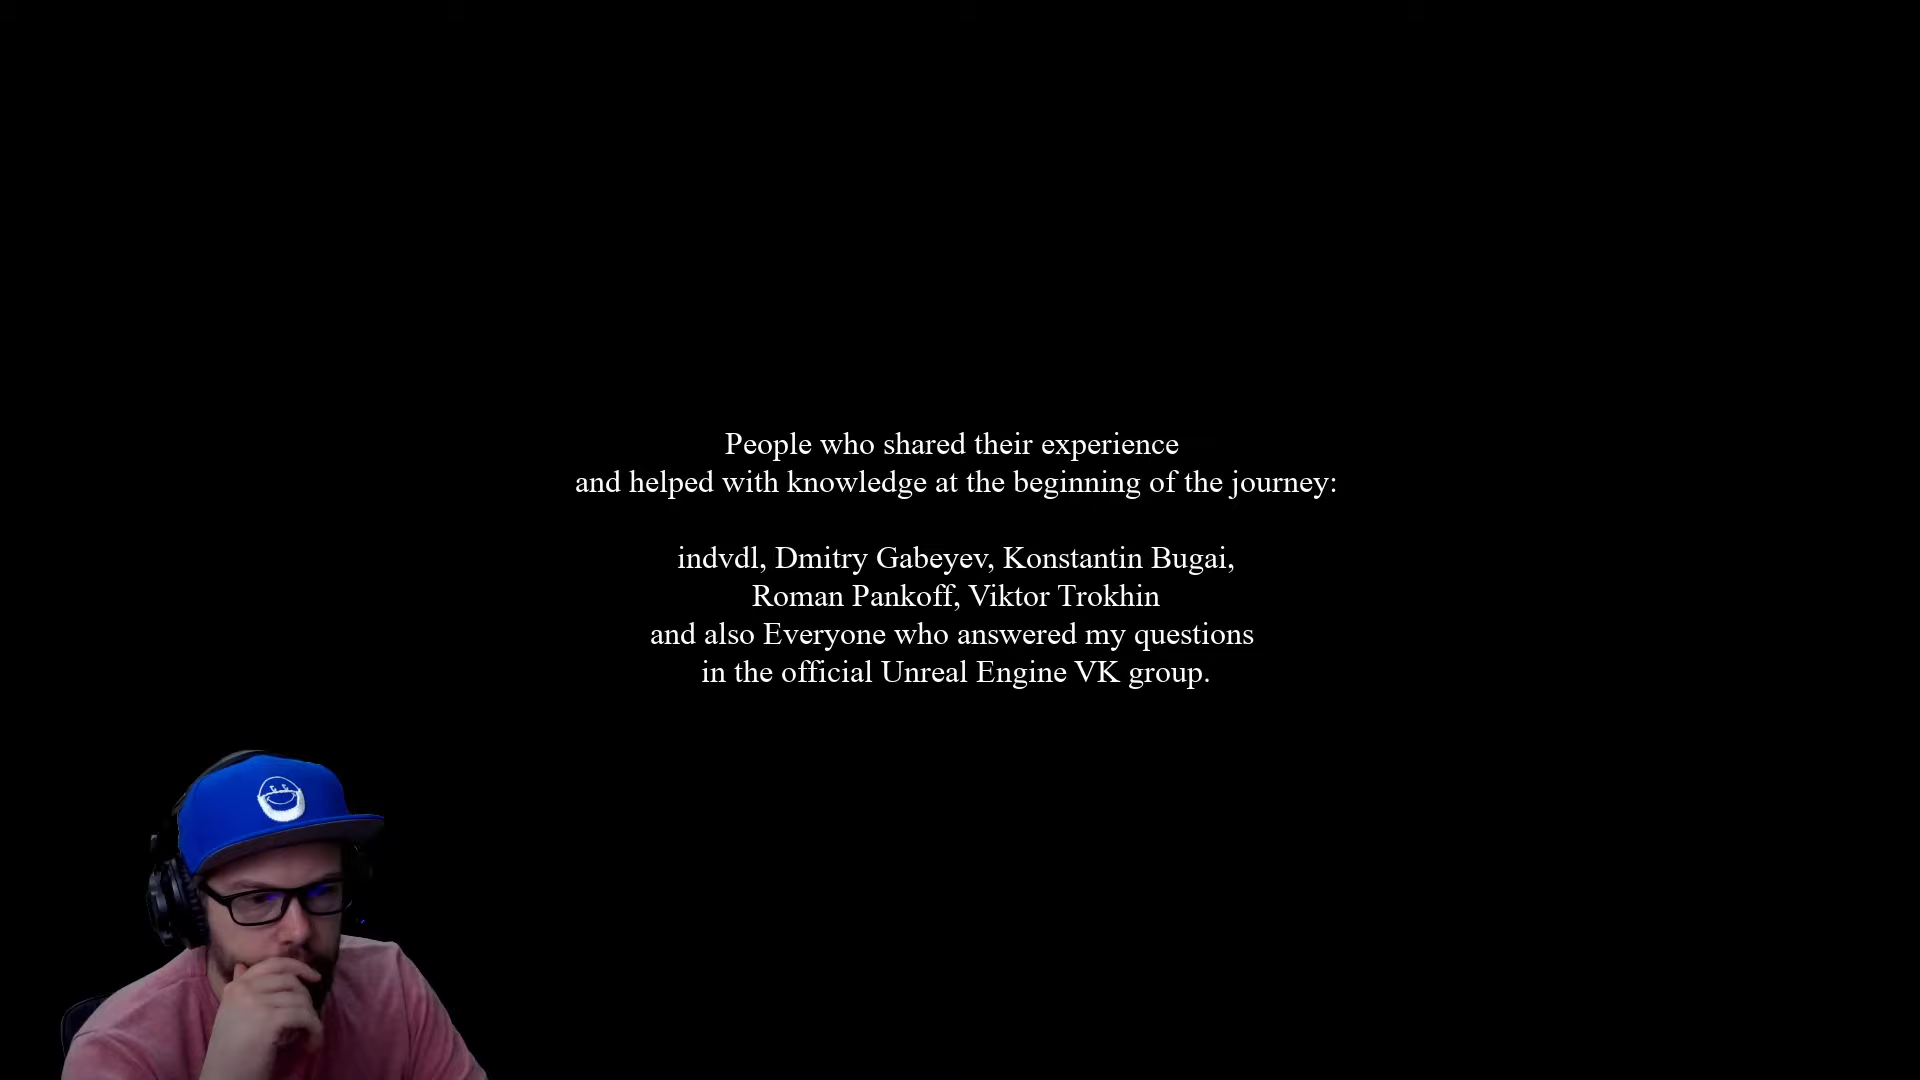 People who shared their experience
and helped with knowledge at the beginning of the journey:
indvdl, Dmitry Gabeyev, Konstantin Bugai,
Roman Pankoff, Viktor Trokhin
and also Everyone who answered my questions
in the official Unreal Engine VK group.